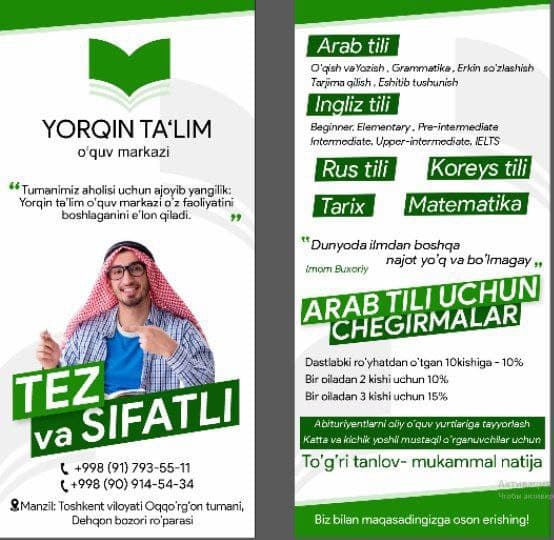 YORQIN TA‘LIM
o‘quv markazi
“Tumanimiz aholisi uchun ajoyib yangilik:
Yorqin ta’lim o‘quv markazi o‘z faoliyatini
boshlaganini e’lon qiladi.”
TEZ
va SIFATLI
+998 (91) 793-55-11
+998 (90) 914-54-34
Manzil: Toshkent viloyati Oqqo‘rg‘on tumani,
Dehqon bozori ro‘parasi
Arab tili
O‘qish va Yozish , Grammatika , Erkin so‘zlashish
Tarjima qilish , Eshitib tushunish
Ingliz tili
Beginner, Elementary , Pre-intermediate
Intermediate, Upper-intermediate, IELTS
Rus tili
Koreys tili
Tarix
Matematika
“Dunyoda ilmdan boshqa
najot yo‘q va bo‘lmagay”
Imom Buxoriy
ARAB TILI UCHUN
CHEGIRMALAR
Dastlabki ro‘yhatdan o‘tgan 10kishiga - 10%
Bir oiladan 2 kishi uchun 10%
Bir oiladan 3 kishi uchun 15%
Abituriyentlarni oliy o‘quv yurtlariga tayyorlash
Katta va kichik yoshli mustaqil o‘rganuvchilar uchun
To‘g‘ri tanlov- mukammal natija
Biz bilan maqasadingizga oson erishing!